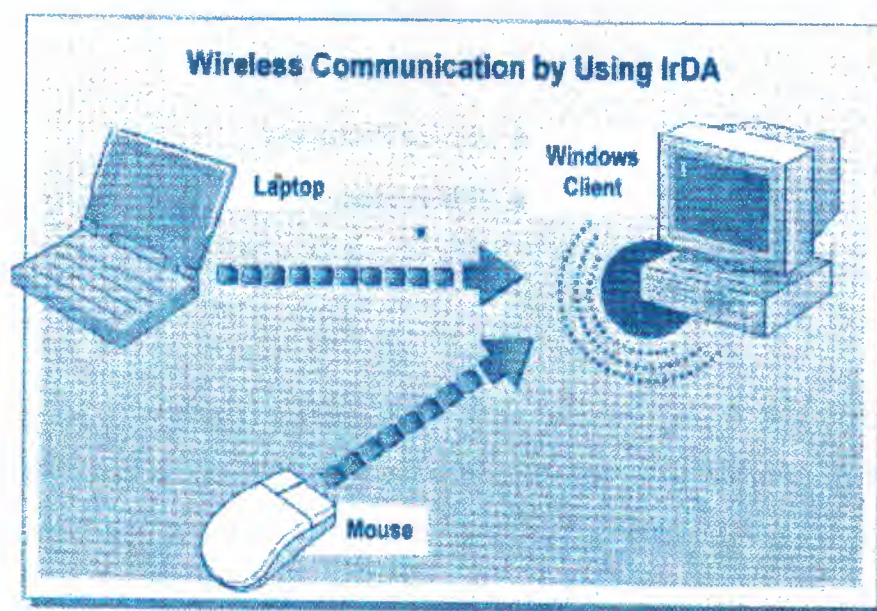 Wireless Communication by Using IrDA
Laptop
Windows
Client
Mouse